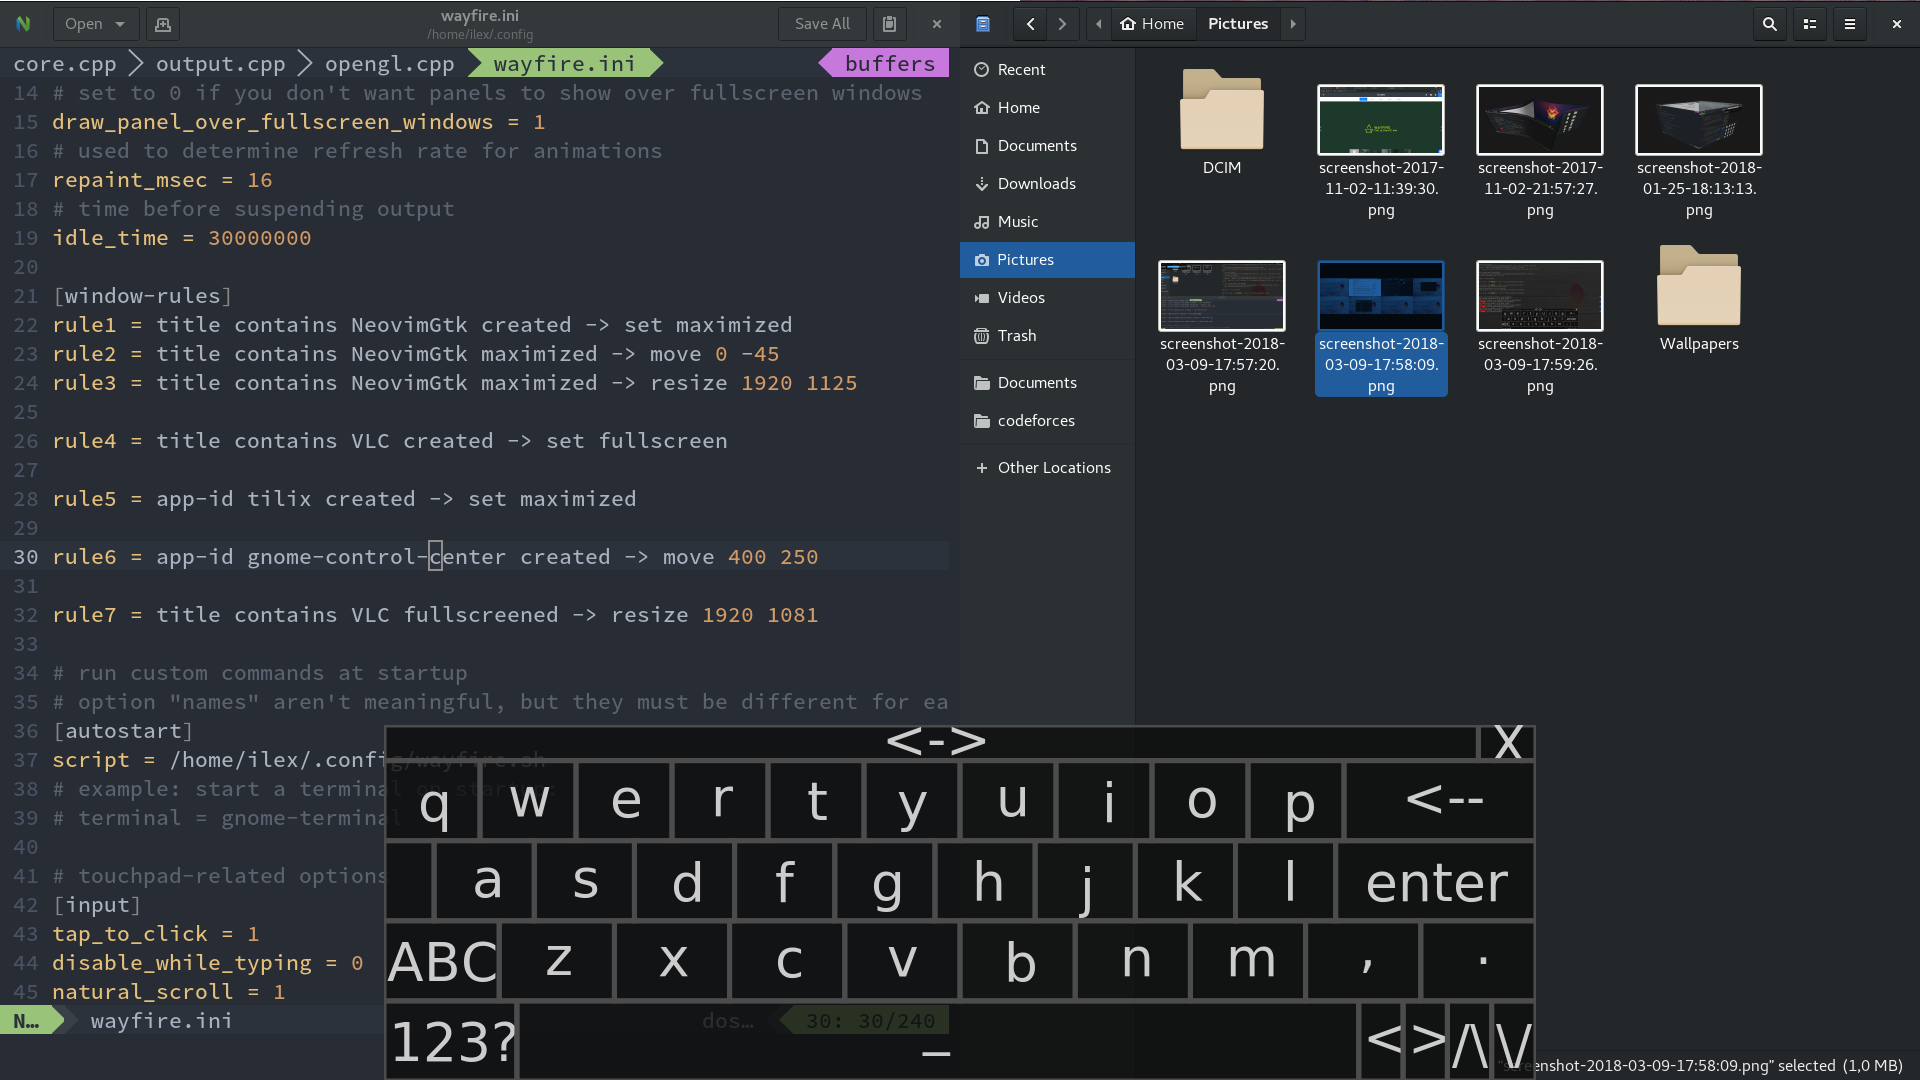 Open
wayfire.ini
/home/ilex/.config
Save All
core.cpp output.cpp opengl.cpp wayfire.ini buffers
14 # set to 0 if you don't want panels to show over fullscreen windows
15 draw_panel_over_fullscreen_windows = 1
16 # used to determine refresh rate for animations
17 repaint_msec = 16
18 # time before suspending output
19 idle_time = 30000000
20
21 [window-rules]
22 rule1 = title contains NeovimGtk created -> set maximized
23 rule2 = title contains NeovimGtk maximized -> move 0 -45
24 rule3 = title contains NeovimGtk maximized -> resize 1920 1125
25
26 rule4 = title contains VLC created -> set fullscreen
27
28 rule5 = app-id tilix created -> set maximized
29
30 rule6 = app-id gnome-control-center created -> move 400 250
31
32 rule7 = title contains VLC fullscreened -> resize 1920 1081
33
34 # run custom commands at startup
35 # option "names" aren't meaningful, but they must be different for ea
36 [autostart]
37 script = /home/ilex/.config/wayfire.sh
38 # example: start a terminal on startup:
39 # terminal = gnome-terminal
40
41 # touchpad-related options
42 [input]
43 tap_to_click = 1
44 disable_while_typing = 0
45 natural_scroll = 1
N… wayfire.ini dos… 30: 30/240
Home Pictures
Recent
Home
Documents
Downloads
Music
Pictures
Videos
Trash
Documents
codeforces
+ Other Locations
DCIM
screenshot-2017-
11-02-11:39:30.
png
screenshot-2017-
11-02-21:57:27.
png
screenshot-2018-
01-25-18:13:13.
png
screenshot-2018-
03-09-17:57:20.
png
screenshot-2018-
03-09-17:58:09.
png
screenshot-2018-
03-09-17:59:26.
png
Wallpapers
<-> X
q w e r t y u i o p <--
a s d f g h j k l enter
ABC z x c v b n m , .
123? _ < > /\ \/
"screenshot-2018-03-09-17:58:09.png" selected (1,0 MB)